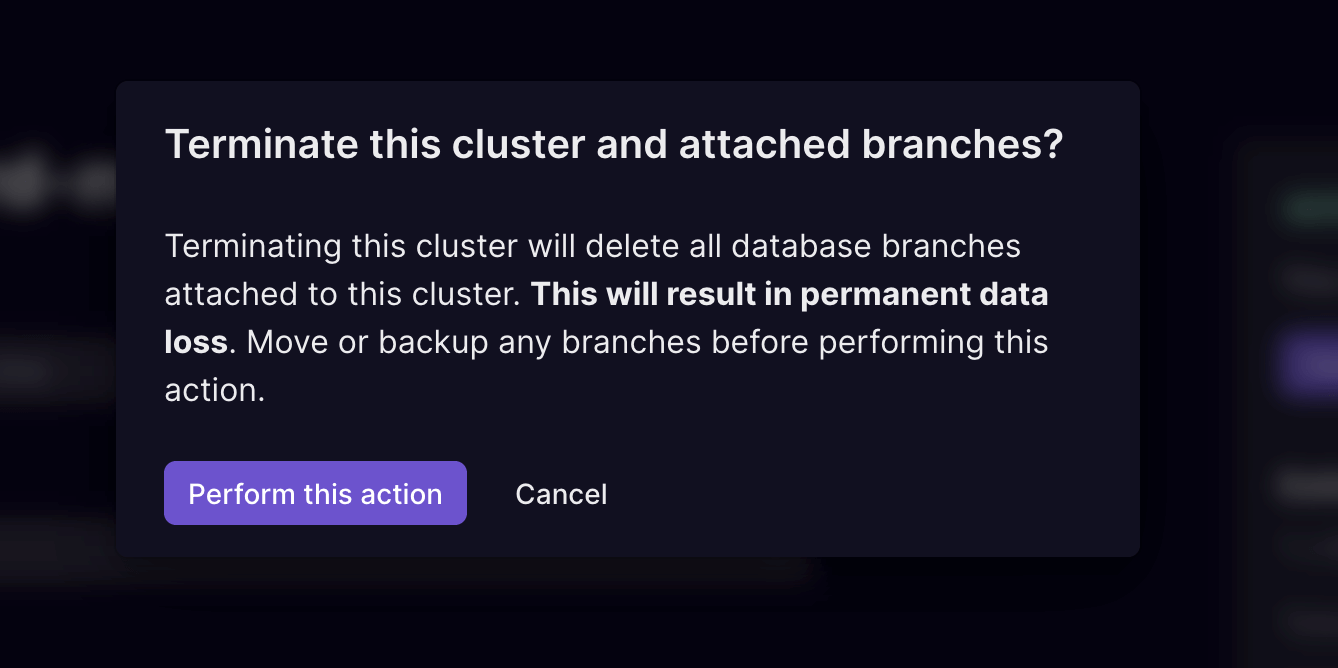 Terminate this cluster and attached branches?
Terminating this cluster will delete all database branches
attached to this cluster. This will result in permanent data
loss. Move or backup any branches before performing this
action.
Perform this action
Cancel